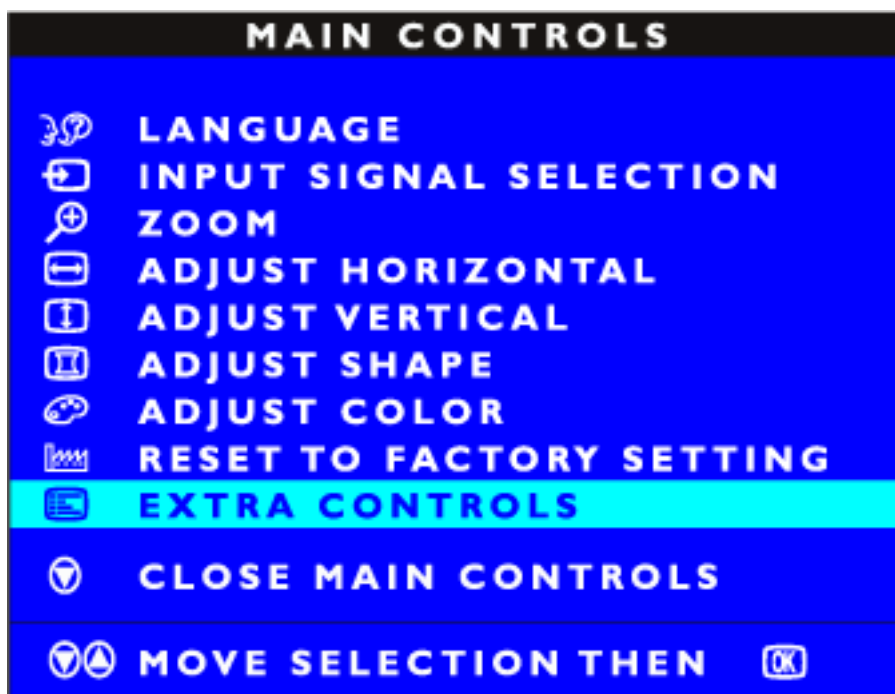 MAIN CONTROLS
LANGUAGE
INPUT SIGNAL SELECTION
ZOOM
ADJUST HORIZONTAL
ADJUST VERTICAL
ADJUST SHAPE
ADJUST COLOR
RESET TO FACTORY SETTING
EXTRA CONTROLS
CLOSE MAIN CONTROLS
MOVE SELECTION THEN OK